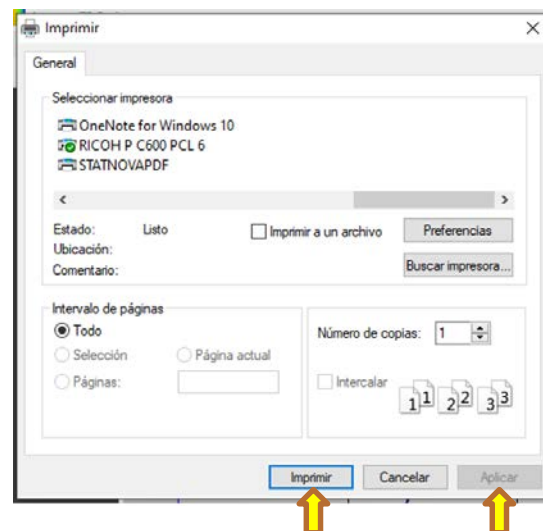 Imprimir
General
Seleccionar impresora
OneNote for Windows 10
RICOH P C600 PCL 6
STATNOVAPDF
Estado: Listo
Imprimir a un archivo
Preferencias
Ubicación:
Comentario:
Buscar impresora...
Intervalo de páginas
Todo
Selección
Página actual
Páginas:
Número de copias: 1
Intercalar
1 1 2 2 3 3
Imprimir
Cancelar
Aplicar